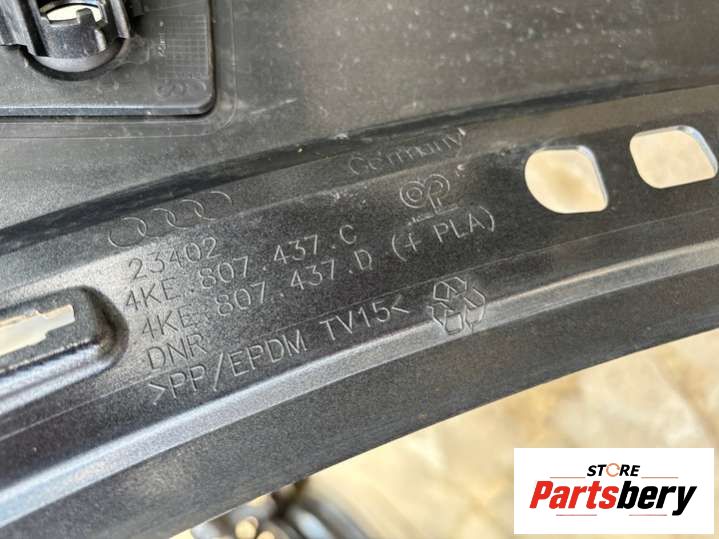 Germany
23402
4KE 807.437.C
4KE 807.437.D (+ PLA)
DNR
>PP/EPDM TV15<
STORE
Partsbery